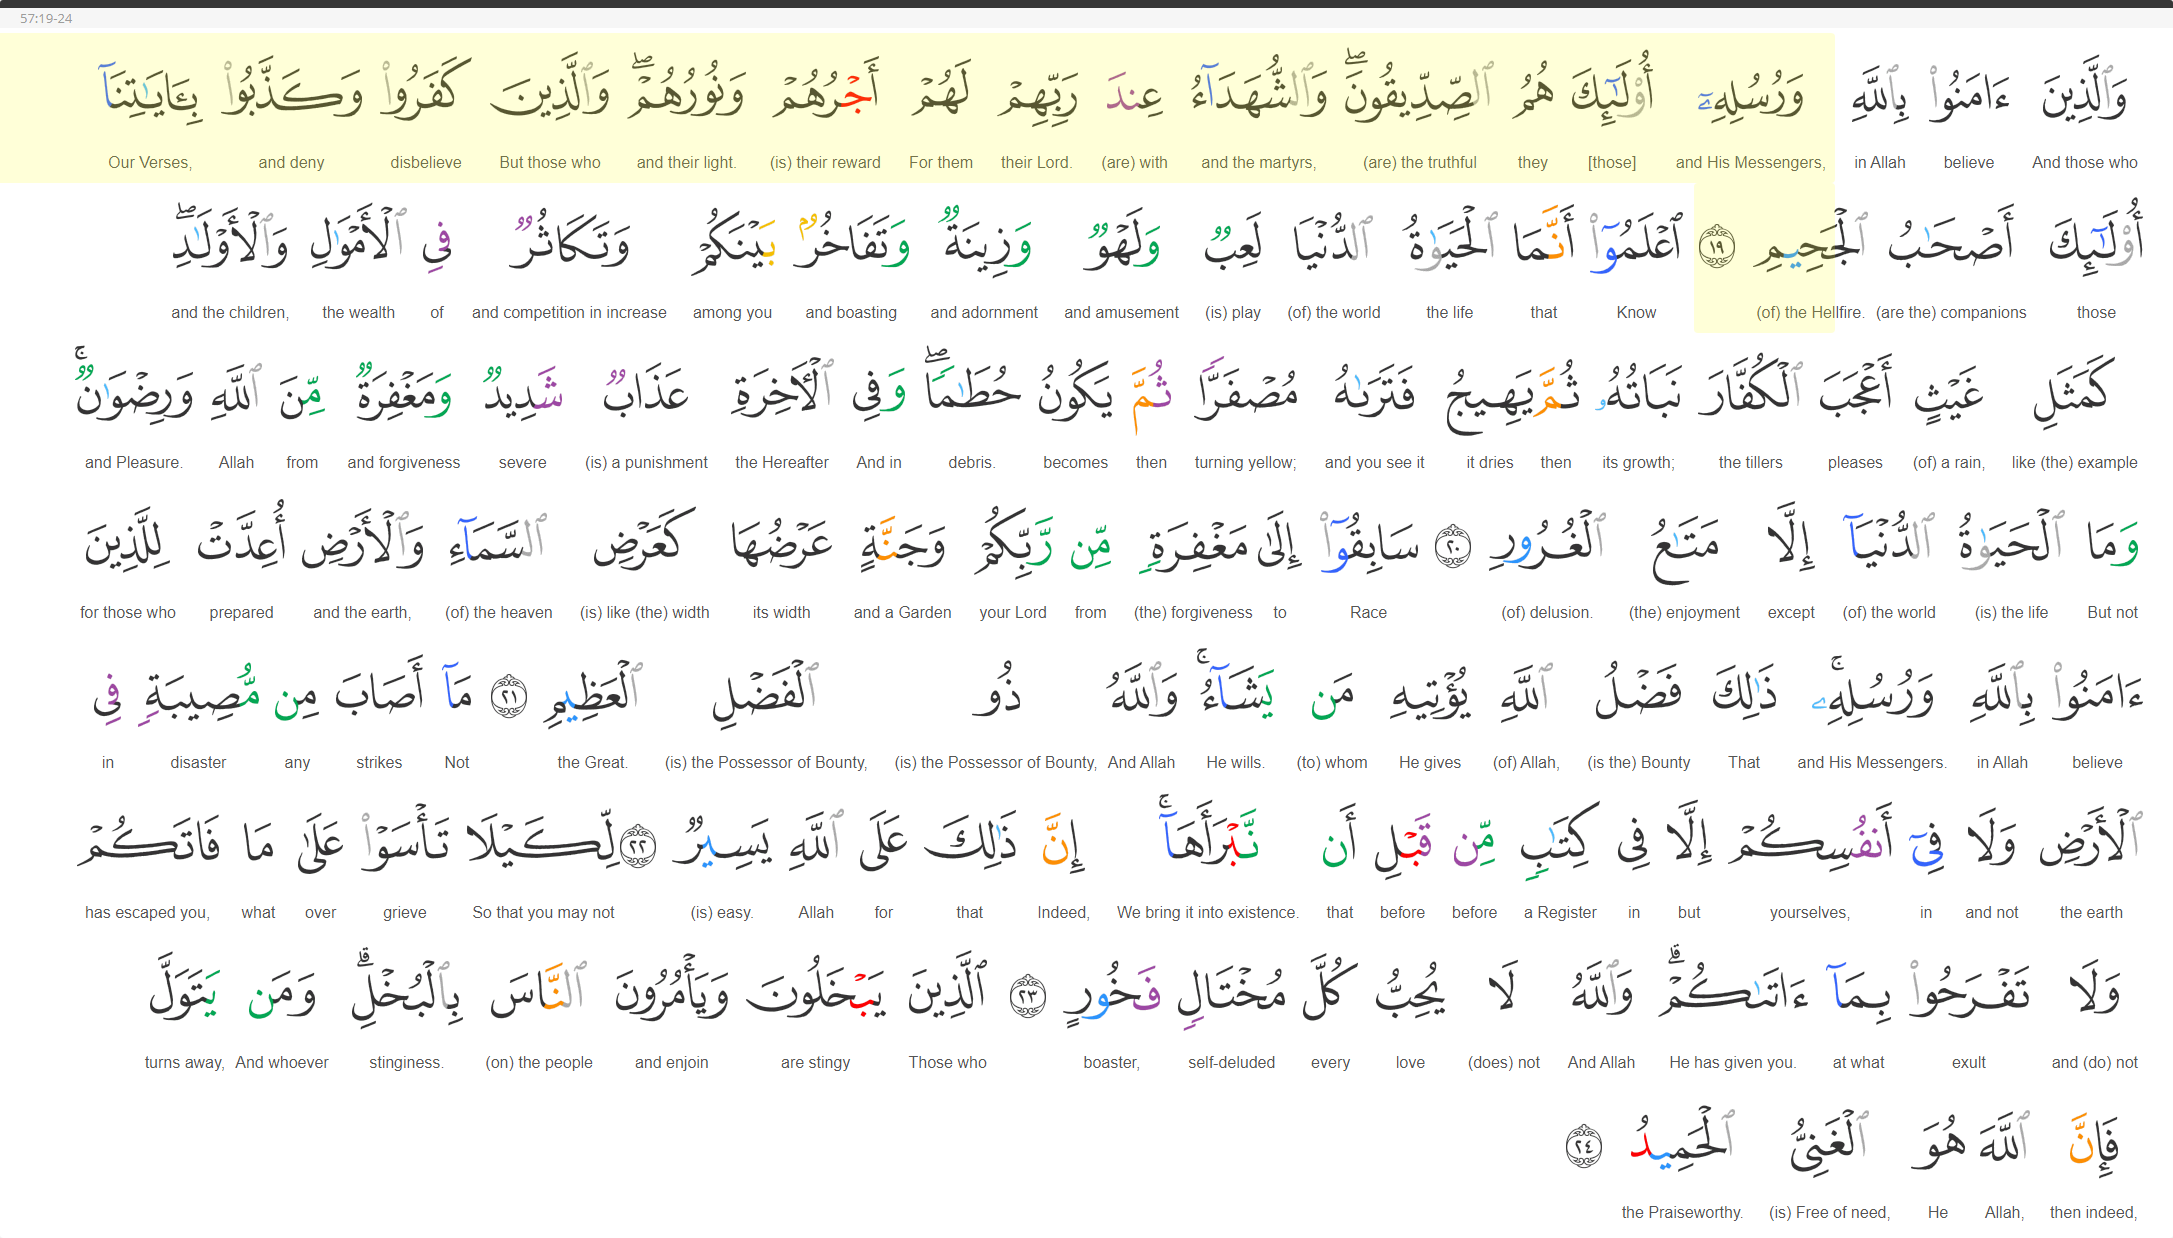 57:19-24
وَٱلَّذِينَ ءَامَنُوا۟ بِٱللَّهِ وَرُسُلِهِۦٓ أُو۟لَـٰٓئِكَ هُمُ ٱلصِّدِّيقُونَ ۖ وَٱلشُّهَدَآءُ عِندَ رَبِّهِمْ لَهُمْ أَجْرُهُمْ وَنُورُهُمْ ۖ وَٱلَّذِينَ كَفَرُوا۟ وَكَذَّبُوا۟ بِـَٔايَـٰتِنَآ
And those who believe in Allah and His Messengers, [those] they (are) the truthful and the martyrs, (are) with their Lord. For them (is) their reward and their light. But those who disbelieve and deny Our Verses,
أُو۟لَـٰٓئِكَ أَصْحَـٰبُ ٱلْجَحِيمِ ١٩ ٱعْلَمُوٓا۟ أَنَّمَا ٱلْحَيَوٰةُ ٱلدُّنْيَا لَعِبٌ وَلَهْوٌ وَزِينَةٌ وَتَفَاخُرٌۢ بَيْنَكُمْ وَتَكَاثُرٌ فِى ٱلْأَمْوَٰلِ وَٱلْأَوْلَـٰدِ ۖ
those (are the) companions (of) the Hellfire. Know that the life (of) the world (is) play and amusement and adornment and boasting among you and competition in increase of the wealth and the children,
كَمَثَلِ غَيْثٍ أَعْجَبَ ٱلْكُفَّارَ نَبَاتُهُۥ ثُمَّ يَهِيجُ فَتَرَىٰهُ مُصْفَرًّا ثُمَّ يَكُونُ حُطَـٰمًا ۖ وَفِى ٱلْـَٔاخِرَةِ عَذَابٌ شَدِيدٌ وَمَغْفِرَةٌ مِّنَ ٱللَّهِ وَرِضْوَٰنٌ ۚ
like (the) example (of) a rain, pleases the tillers its growth; then it dries and you see it turning yellow; then becomes debris. And in the Hereafter (is) a punishment severe and forgiveness from Allah and Pleasure.
وَمَا ٱلْحَيَوٰةُ ٱلدُّنْيَآ إِلَّا مَتَـٰعُ ٱلْغُرُورِ ٢٠ سَابِقُوٓا۟ إِلَىٰ مَغْفِرَةٍ مِّن رَّبِّكُمْ وَجَنَّةٍ عَرْضُهَا كَعَرْضِ ٱلسَّمَآءِ وَٱلْأَرْضِ أُعِدَّتْ لِلَّذِينَ
But not (is) the life (of) the world except (the) enjoyment (of) delusion. Race to (the) forgiveness from your Lord and a Garden its width (is) like (the) width (of) the heaven and the earth, prepared for those who
ءَامَنُوا۟ بِٱللَّهِ وَرُسُلِهِۦ ۚ ذَٰلِكَ فَضْلُ ٱللَّهِ يُؤْتِيهِ مَن يَشَآءُ ۚ وَٱللَّهُ ذُو ٱلْفَضْلِ ٱلْعَظِيمِ ٢١ مَآ أَصَابَ مِن مُّصِيبَةٍ فِى
believe in Allah and His Messengers. That (is the) Bounty (of) Allah, He gives (to) whom He wills. And Allah (is) the Possessor of Bounty, (is) the Possessor of Bounty, the Great. Not strikes any disaster in
ٱلْأَرْضِ وَلَا فِىٓ أَنفُسِكُمْ إِلَّا فِى كِتَـٰبٍ مِّن قَبْلِ أَن نَّبْرَأَهَآ ۚ إِنَّ ذَٰلِكَ عَلَى ٱللَّهِ يَسِيرٌ ٢٢ لِّكَيْلَا تَأْسَوْا۟ عَلَىٰ مَا فَاتَكُمْ
the earth and not in yourselves, but in a Register before before that We bring it into existence. Indeed, that for Allah (is) easy. So that you may not grieve over what has escaped you,
وَلَا تَفْرَحُوا۟ بِمَآ ءَاتَىٰكُمْ ۗ وَٱللَّهُ لَا يُحِبُّ كُلَّ مُخْتَالٍ فَخُورٍ ٢٣ ٱلَّذِينَ يَبْخَلُونَ وَيَأْمُرُونَ ٱلنَّاسَ بِٱلْبُخْلِ ۗ وَمَن يَتَوَلَّ
and (do) not exult at what He has given you. And Allah (does) not love every self-deluded boaster, Those who are stingy and enjoin (on) the people stinginess. And whoever turns away,
فَإِنَّ ٱللَّهَ هُوَ ٱلْغَنِىُّ ٱلْحَمِيدُ ٢٤
then indeed, Allah, He (is) Free of need, the Praiseworthy.